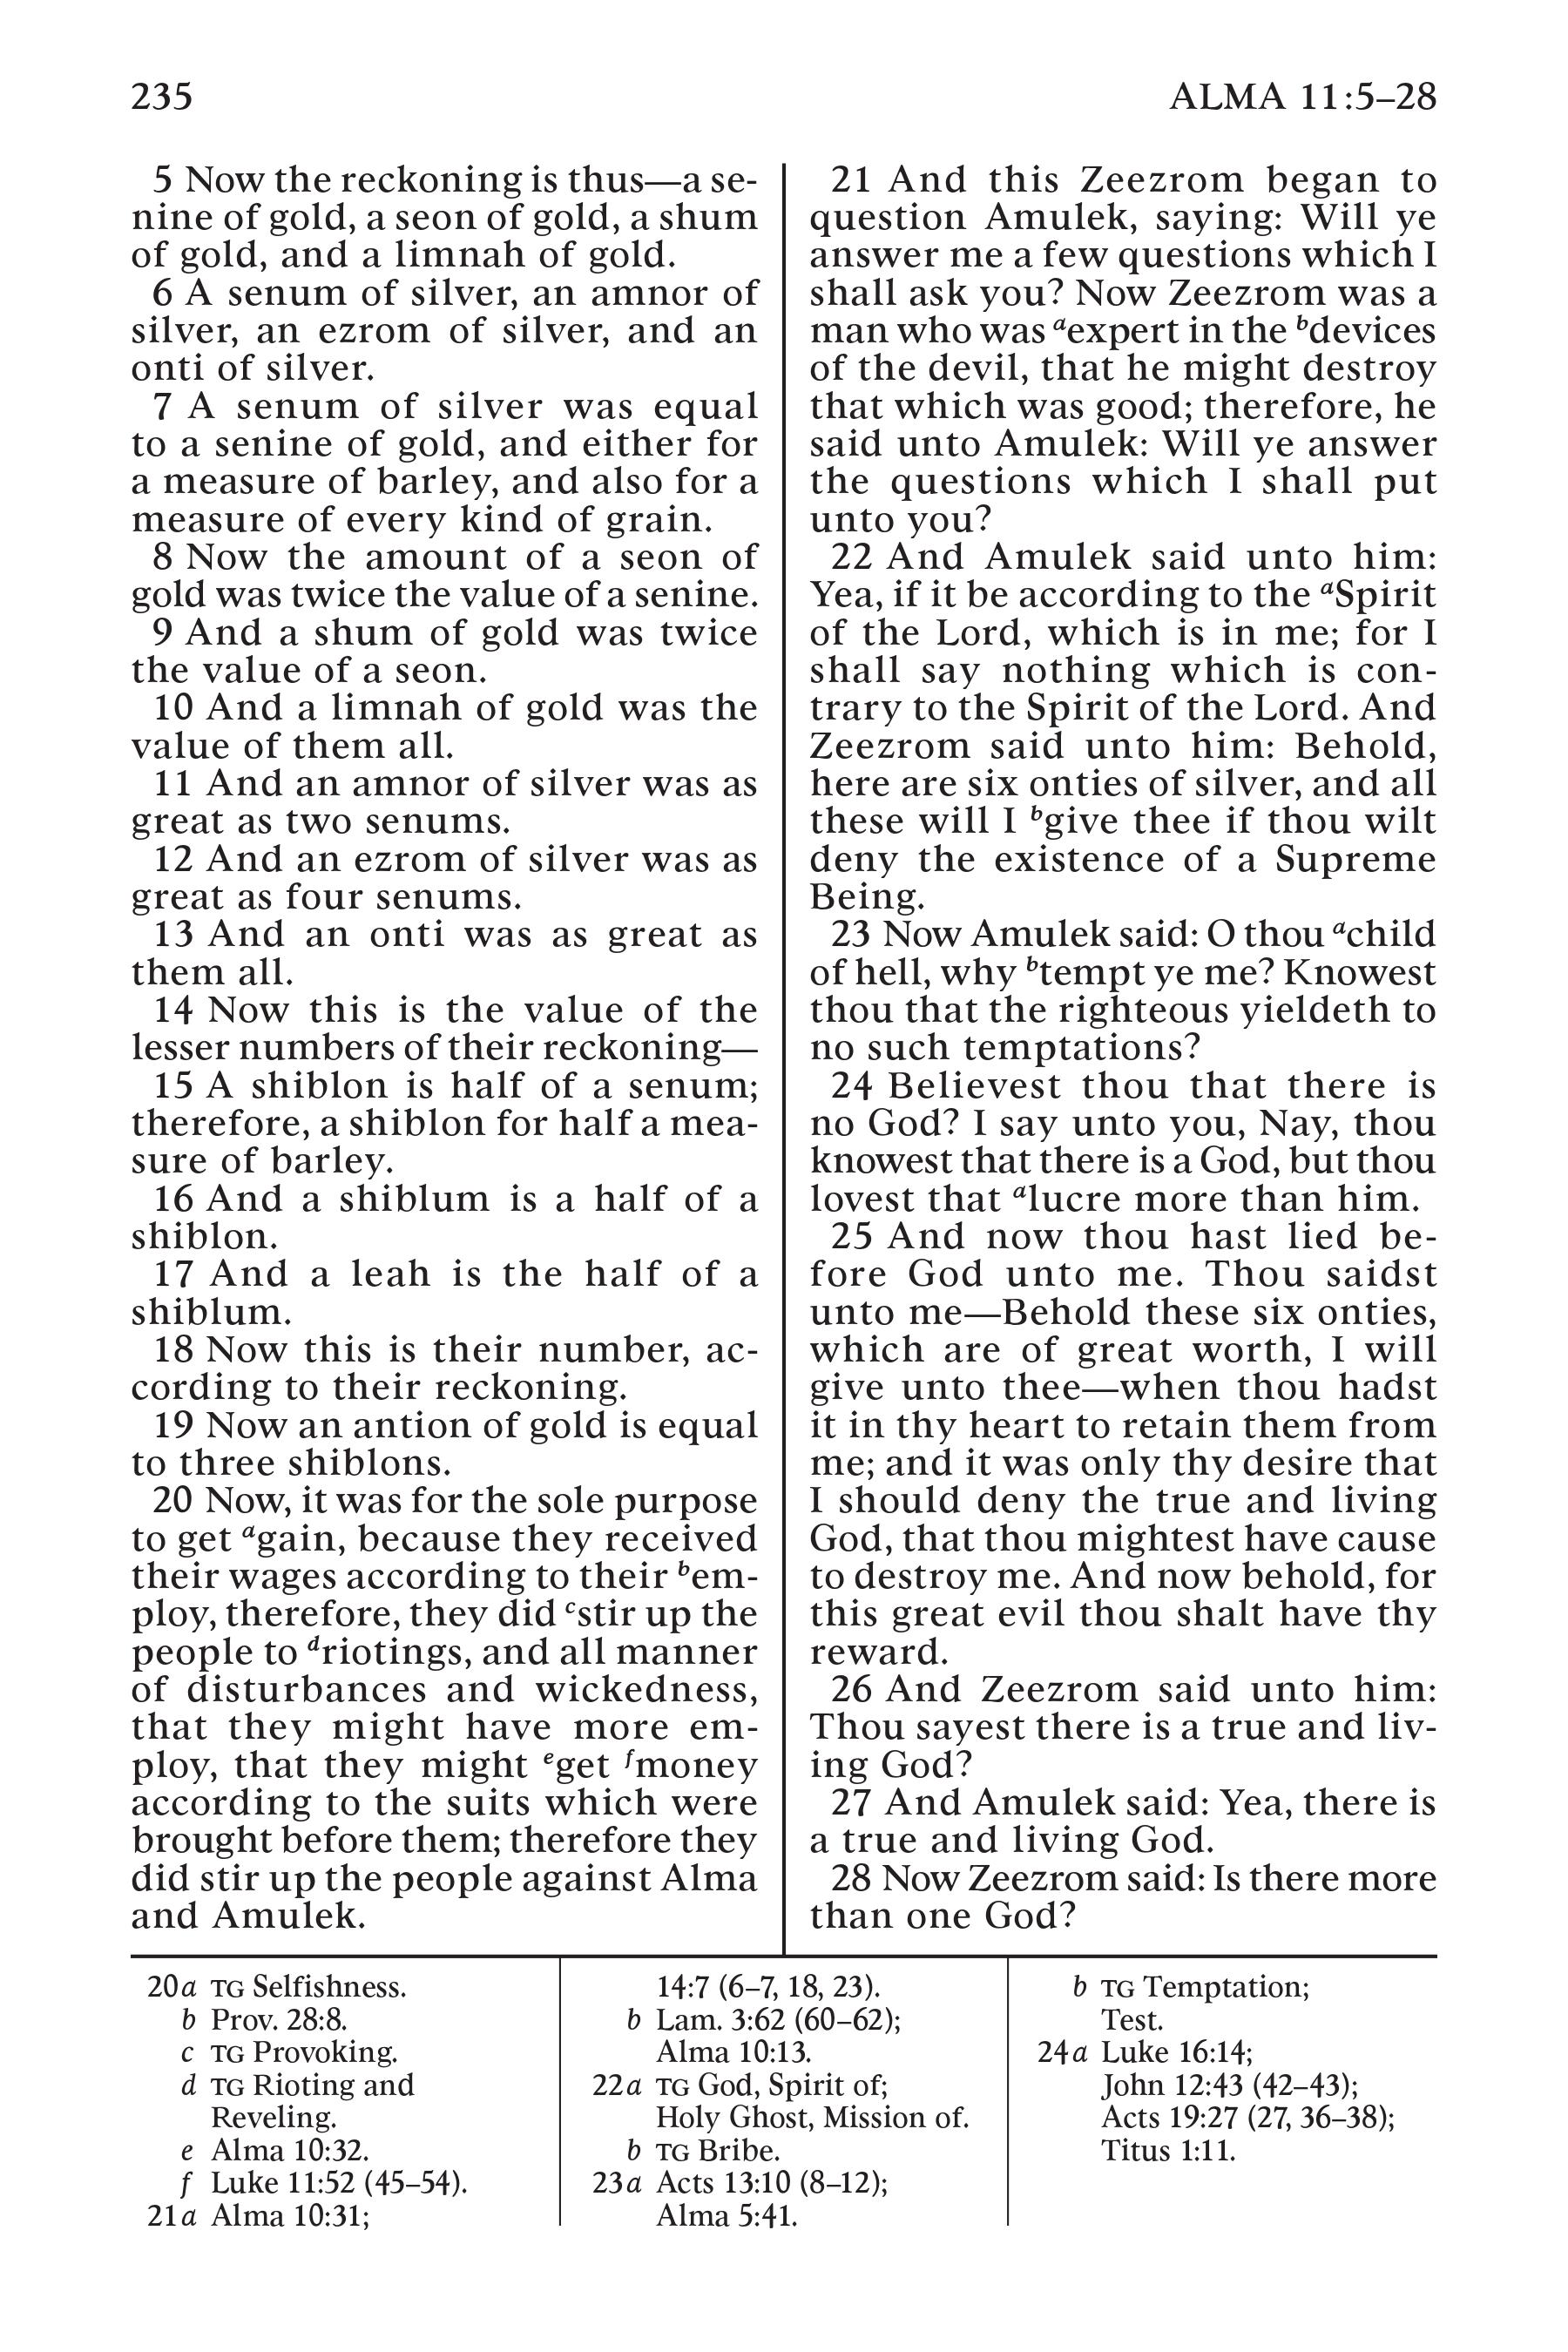 235
ALMA 11:5–28
5 Now the reckoning is thus—a se-
nine of gold, a seon of gold, a shum
of gold, and a limnah of gold.
6 A senum of silver, an amnor of
silver, an ezrom of silver, and an
onti of silver.
7 A senum of silver was equal
to a senine of gold, and either for
a measure of barley, and also for a
measure of every kind of grain.
8 Now the amount of a seon of
gold was twice the value of a senine.
9 And a shum of gold was twice
the value of a seon.
10 And a limnah of gold was the
value of them all.
11 And an amnor of silver was as
great as two senums.
12 And an ezrom of silver was as
great as four senums.
13 And an onti was as great as
them all.
14 Now this is the value of the
lesser numbers of their reckoning—
15 A shiblon is half of a senum;
therefore, a shiblon for half a mea-
sure of barley.
16 And a shiblum is a half of a
shiblon.
17 And a leah is the half of a
shiblum.
18 Now this is their number, ac-
cording to their reckoning.
19 Now an antion of gold is equal
to three shiblons.
20 Now, it was for the sole purpose
to get ᵃgain, because they received
their wages according to their ᵇem-
ploy, therefore, they did ᶜstir up the
people to ᵈriotings, and all manner
of disturbances and wickedness,
that they might have more em-
ploy, that they might ᵉget ᶠmoney
according to the suits which were
brought before them; therefore they
did stir up the people against Alma
and Amulek.
21 And this Zeezrom began to
question Amulek, saying: Will ye
answer me a few questions which I
shall ask you? Now Zeezrom was a
man who was ᵃexpert in the ᵇdevices
of the devil, that he might destroy
that which was good; therefore, he
said unto Amulek: Will ye answer
the questions which I shall put
unto you?
22 And Amulek said unto him:
Yea, if it be according to the ᵃSpirit
of the Lord, which is in me; for I
shall say nothing which is con-
trary to the Spirit of the Lord. And
Zeezrom said unto him: Behold,
here are six onties of silver, and all
these will I ᵇgive thee if thou wilt
deny the existence of a Supreme
Being.
23 Now Amulek said: O thou ᵃchild
of hell, why ᵇtempt ye me? Knowest
thou that the righteous yieldeth to
no such temptations?
24 Believest thou that there is
no God? I say unto you, Nay, thou
knowest that there is a God, but thou
lovest that ᵃlucre more than him.
25 And now thou hast lied be-
fore God unto me. Thou saidst
unto me—Behold these six onties,
which are of great worth, I will
give unto thee—when thou hadst
it in thy heart to retain them from
me; and it was only thy desire that
I should deny the true and living
God, that thou mightest have cause
to destroy me. And now behold, for
this great evil thou shalt have thy
reward.
26 And Zeezrom said unto him:
Thou sayest there is a true and liv-
ing God?
27 And Amulek said: Yea, there is
a true and living God.
28 Now Zeezrom said: Is there more
than one God?
20a TG Selfishness.
b Prov. 28:8.
c TG Provoking.
d TG Rioting and
Reveling.
e Alma 10:32.
f Luke 11:52 (45–54).
21a Alma 10:31;
14:7 (6–7, 18, 23).
b Lam. 3:62 (60–62);
Alma 10:13.
22a TG God, Spirit of;
Holy Ghost, Mission of.
b TG Bribe.
23a Acts 13:10 (8–12);
Alma 5:41.
b TG Temptation;
Test.
24a Luke 16:14;
John 12:43 (42–43);
Acts 19:27 (27, 36–38);
Titus 1:11.